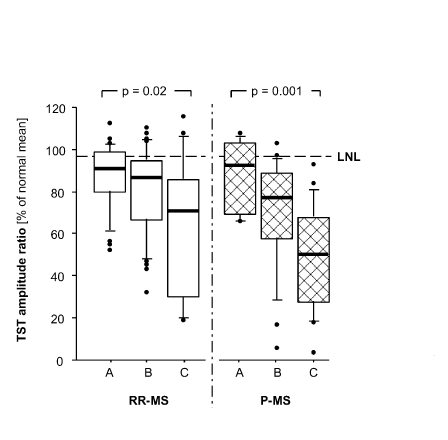 p = 0.02 p = 0.001
120
100
80
60
40
20
0
TST amplitude ratio [% of normal mean]
LNL
A B C A B C
RR-MS P-MS